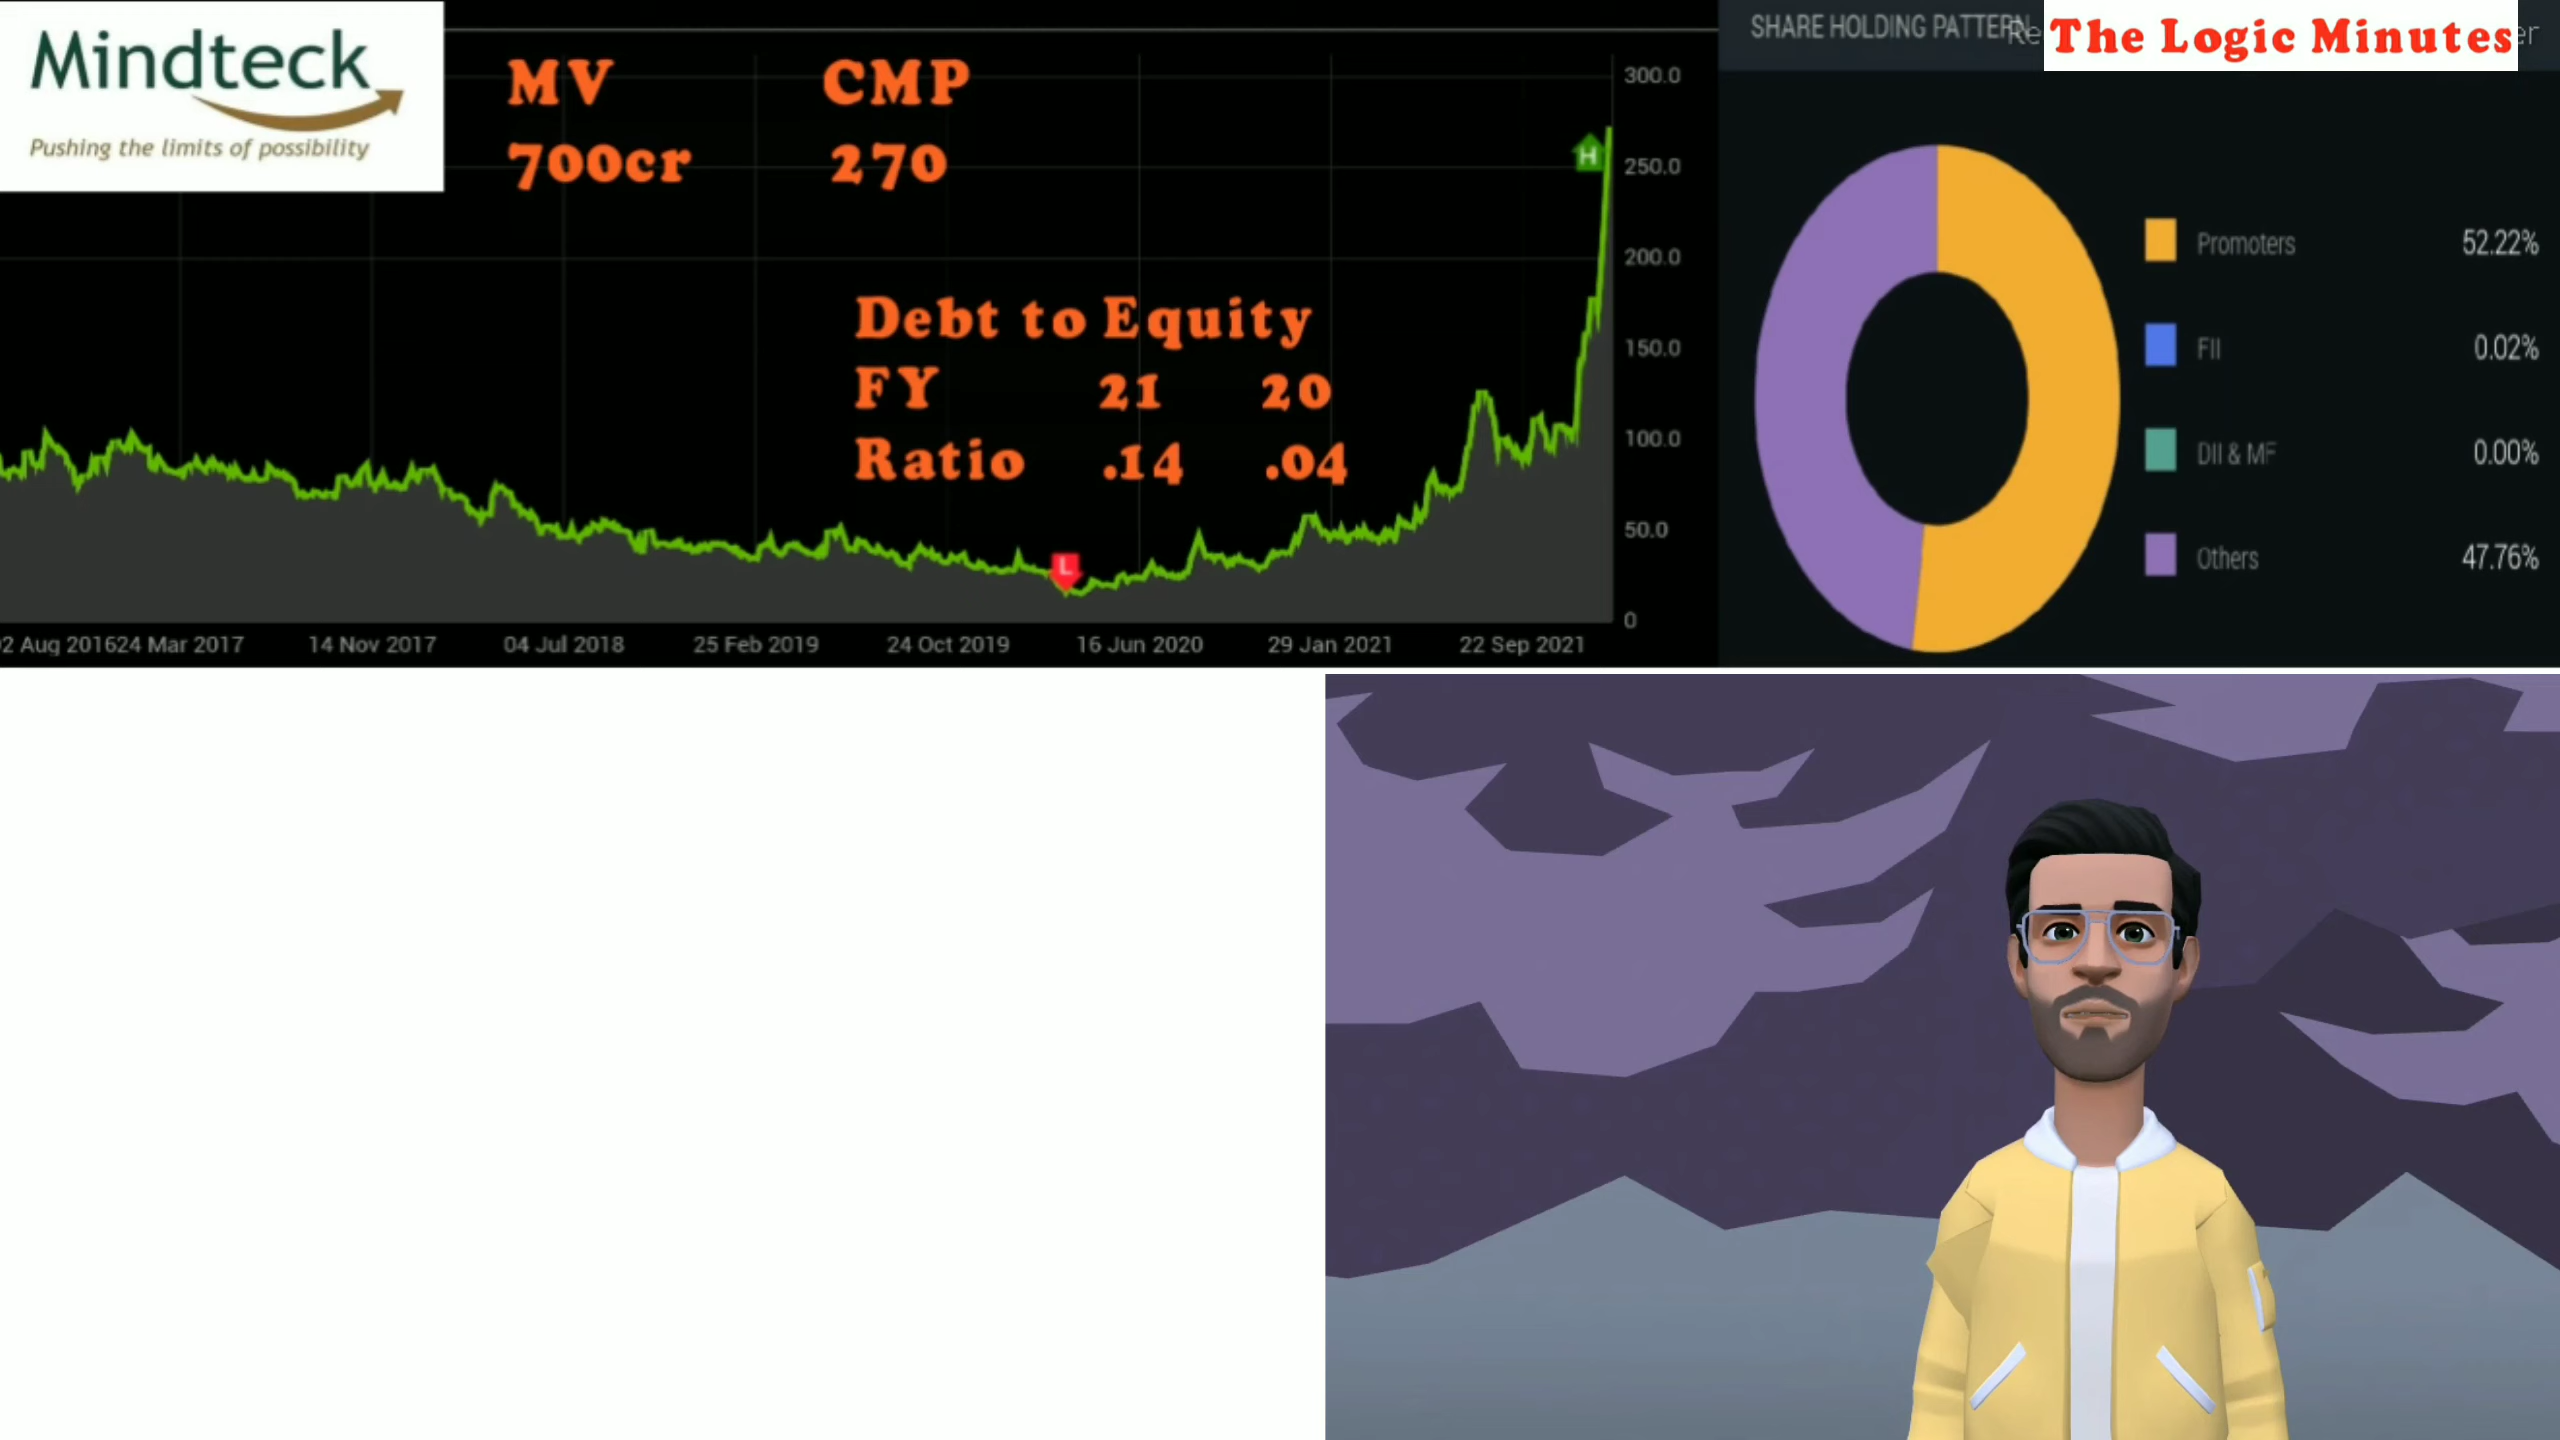 Mindteck
Pushing the limits of possibility
MV CMP
700cr 270
Debt to Equity
FY 21 20
Ratio .14 .04
H
L
300.0
250.0
200.0
150.0
100.0
50.0
0
02 Aug 2016 24 Mar 2017 14 Nov 2017 04 Jul 2018 25 Feb 2019 24 Oct 2019 16 Jun 2020 29 Jan 2021 22 Sep 2021
SHARE HOLDING PATTERN
The Logic Minutes
Promoters 52.22%
FII 0.02%
DII & MF 0.00%
Others 47.76%